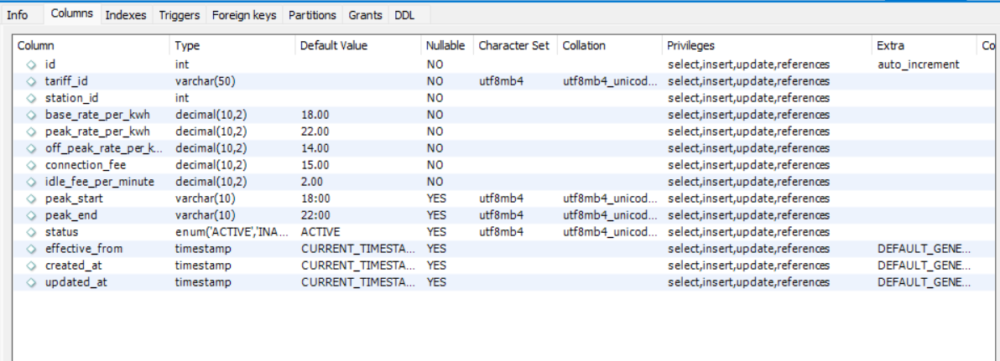 Info Columns Indexes Triggers Foreign keys Partitions Grants DDL
Column Type Default Value Nullable Character Set Collation Privileges Extra Co
id int NO select,insert,update,references auto_increment
tariff_id varchar(50) NO utf8mb4 utf8mb4_unicod... select,insert,update,references
station_id int NO select,insert,update,references
base_rate_per_kwh decimal(10,2) 18.00 NO select,insert,update,references
peak_rate_per_kwh decimal(10,2) 22.00 NO select,insert,update,references
off_peak_rate_per_k... decimal(10,2) 14.00 NO select,insert,update,references
connection_fee decimal(10,2) 15.00 NO select,insert,update,references
idle_fee_per_minute decimal(10,2) 2.00 NO select,insert,update,references
peak_start varchar(10) 18:00 YES utf8mb4 utf8mb4_unicod... select,insert,update,references
peak_end varchar(10) 22:00 YES utf8mb4 utf8mb4_unicod... select,insert,update,references
status enum('ACTIVE','INA... ACTIVE YES utf8mb4 utf8mb4_unicod... select,insert,update,references
effective_from timestamp CURRENT_TIMESTA... YES select,insert,update,references DEFAULT_GENE...
created_at timestamp CURRENT_TIMESTA... YES select,insert,update,references DEFAULT_GENE...
updated_at timestamp CURRENT_TIMESTA... YES select,insert,update,references DEFAULT_GENE...